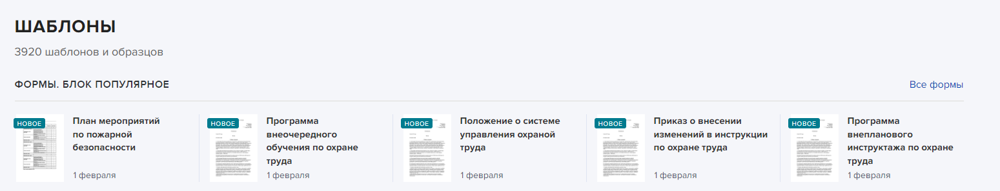 ШАБЛОНЫ
3920 шаблонов и образцов
ФОРМЫ. БЛОК ПОПУЛЯРНОЕ
Все формы
НОВОЕ
План мероприятий
по пожарной
безопасности
1 февраля
НОВОЕ
Программа
внеочередного
обучения по охране
труда
1 февраля
НОВОЕ
Положение о системе
управления охраной
труда
1 февраля
НОВОЕ
Приказ о внесении
изменений в инструкции
по охране труда
1 февраля
НОВОЕ
Программа
внепланового
инструктажа по охране
труда
1 февраля